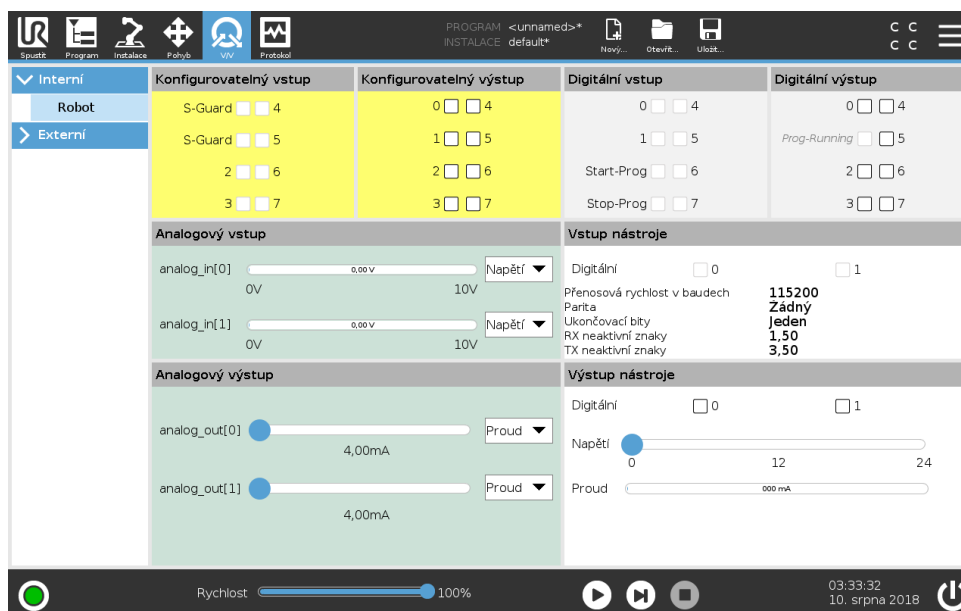 UR
PROGRAM <unnamed>*
INSTALACE default*
C C
C C
Spustit Program Instalace Pohyb V/V Protokol Nový... Otevřít... Uložit...
Interní
Robot
Externí
Konfigurovatelný vstup
S-Guard 4
S-Guard 5
2 6
3 7
Konfigurovatelný výstup
0 4
1 5
2 6
3 7
Digitální vstup
0 4
1 5
Start-Prog 6
Stop-Prog 7
Digitální výstup
0 4
Prog-Running 5
2 6
3 7
Analogový vstup
analog_in[0] 0,00 V Napětí
0V 10V
analog_in[1] 0,00 V Napětí
0V 10V
Vstup nástroje
Digitální 0 1
Přenosová rychlost v baudech 115200
Parita Žádný
Ukončovací bity Jeden
RX neaktivní znaky 1,50
TX neaktivní znaky 3,50
Analogový výstup
analog_out[0] Proud
4,00mA
analog_out[1] Proud
4,00mA
Výstup nástroje
Digitální 0 1
Napětí
0 12 24
Proud 000 mA
Rychlost 100%
03:33:32
10. srpna 2018